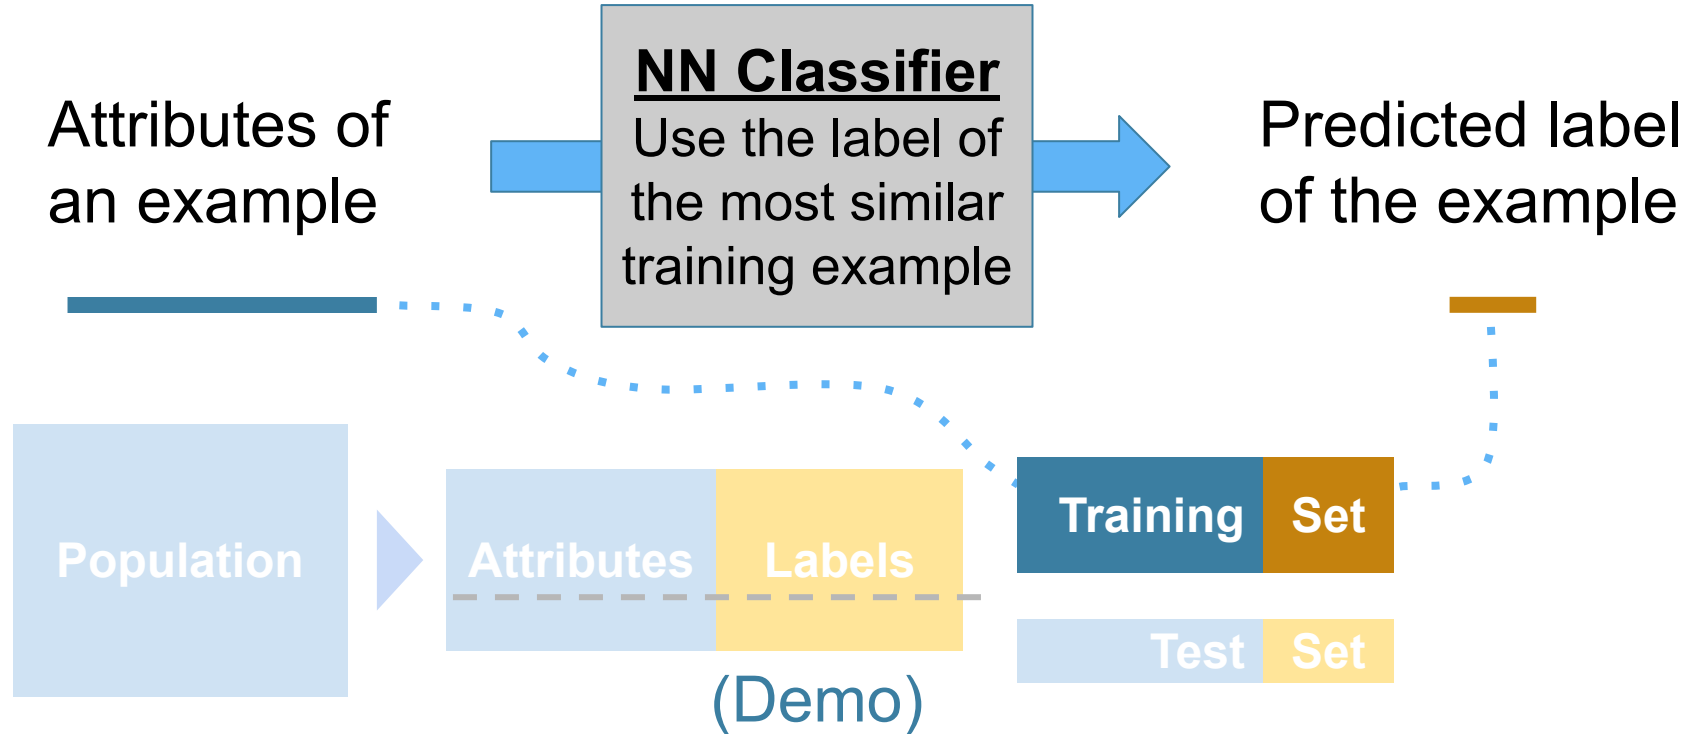 NN Classifier
Use the label of
the most similar
training example
Attributes of
an example
Predicted label
of the example
Population
Attributes Labels
Training Set
Test Set
(Demo)